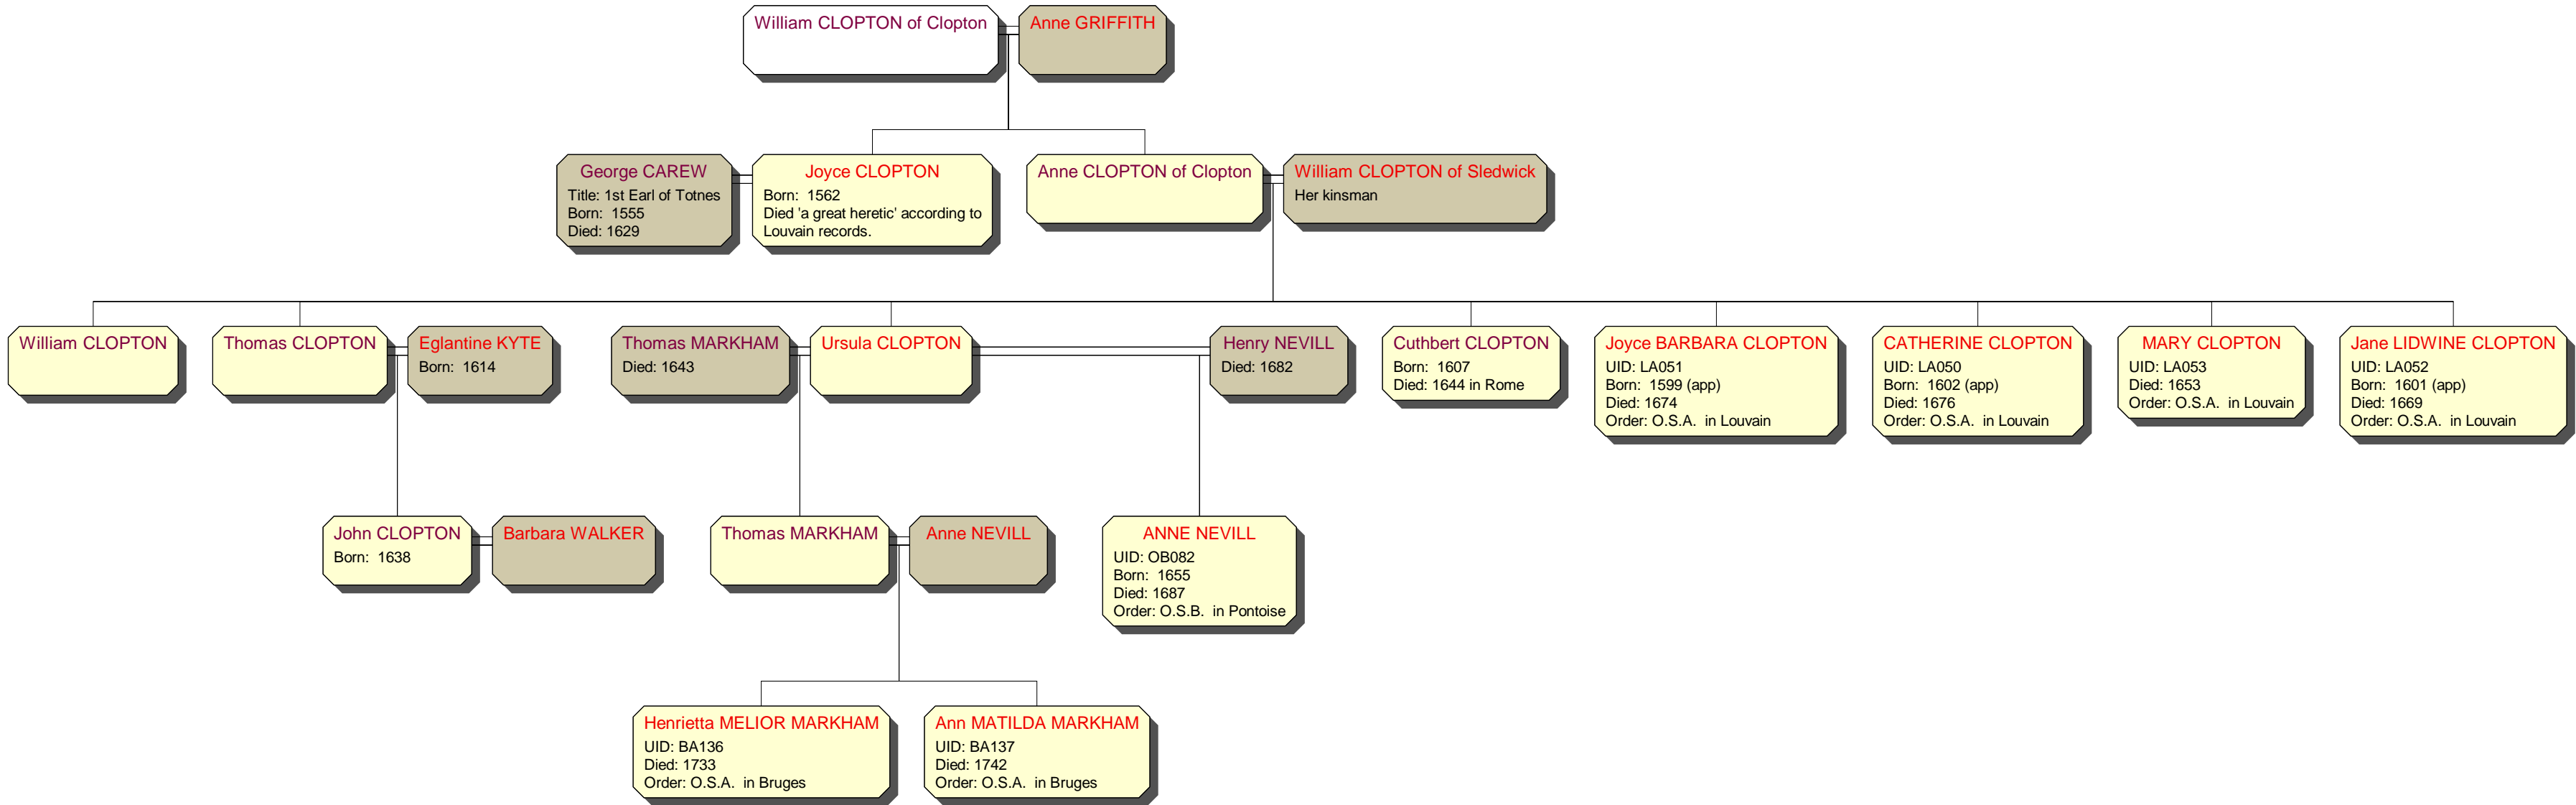 William CLOPTON of Clopton
Anne GRIFFITH
George CAREW
Title: 1st Earl of Totnes
Born: 1555
Died: 1629
Joyce CLOPTON
Born: 1562
Died 'a great heretic' according to
Louvain records.
Anne CLOPTON of Clopton
William CLOPTON of Sledwick
Her kinsman
William CLOPTON
Thomas CLOPTON
Eglantine KYTE
Born: 1614
Thomas MARKHAM
Died: 1643
Ursula CLOPTON
Henry NEVILL
Died: 1682
Cuthbert CLOPTON
Born: 1607
Died: 1644 in Rome
Joyce BARBARA CLOPTON
UID: LA051
Born: 1599 (app)
Died: 1674
Order: O.S.A. in Louvain
CATHERINE CLOPTON
UID: LA050
Born: 1602 (app)
Died: 1676
Order: O.S.A. in Louvain
MARY CLOPTON
UID: LA053
Died: 1653
Order: O.S.A. in Louvain
Jane LIDWINE CLOPTON
UID: LA052
Born: 1601 (app)
Died: 1669
Order: O.S.A. in Louvain
John CLOPTON
Born: 1638
Barbara WALKER
Thomas MARKHAM
Anne NEVILL
ANNE NEVILL
UID: OB082
Born: 1655
Died: 1687
Order: O.S.B. in Pontoise
Henrietta MELIOR MARKHAM
UID: BA136
Died: 1733
Order: O.S.A. in Bruges
Ann MATILDA MARKHAM
UID: BA137
Died: 1742
Order: O.S.A. in Bruges